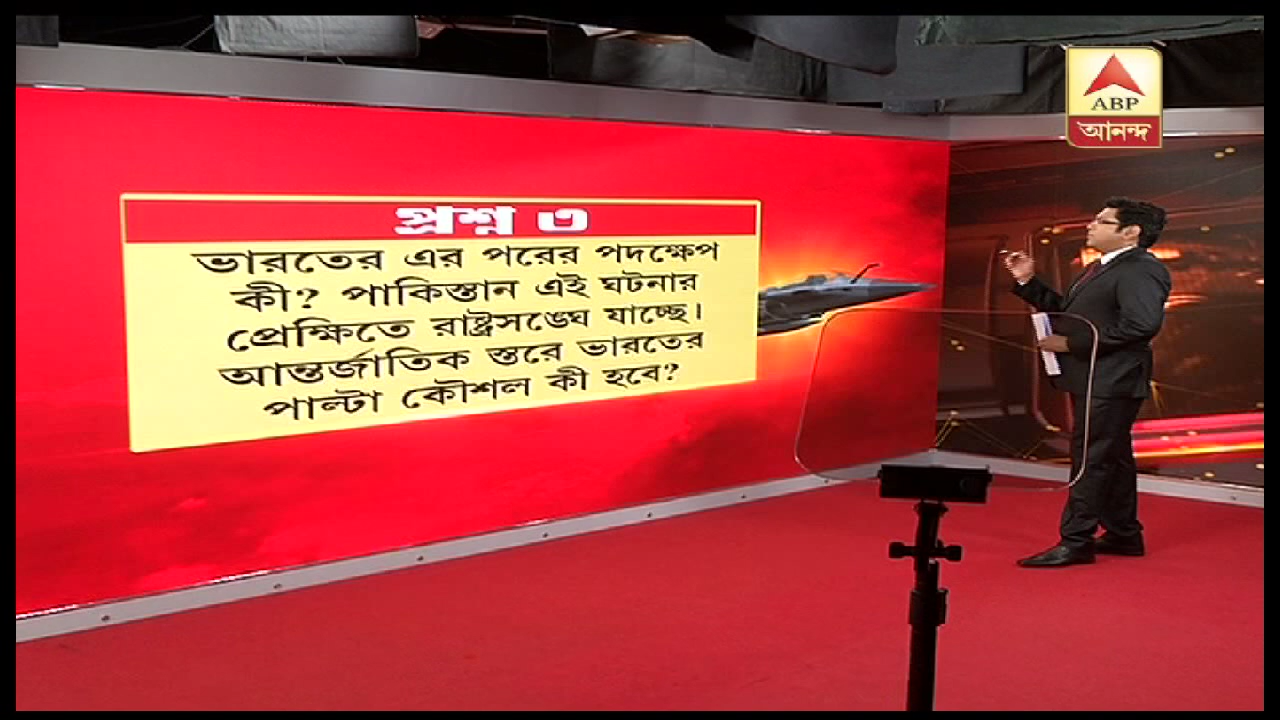 ABP
আনন্দ
প্রশ্ন ৩
ভারতের এর পরের পদক্ষেপ
কী? পাকিস্তান এই ঘটনার
প্রেক্ষিতে রাষ্ট্রসঙ্ঘে যাচ্ছে।
আন্তর্জাতিক স্তরে ভারতের
পাল্টা কৌশল কী হবে?